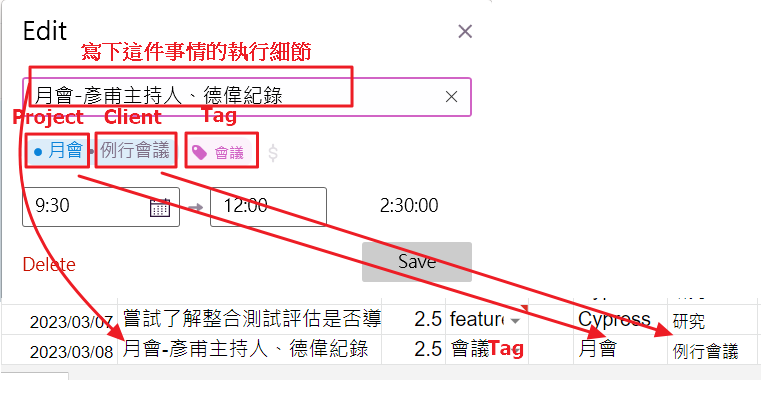 Edit
寫下這件事情的執行細節
月會-彥甫主持人、德偉紀錄
Project Client Tag
月會 • 例行會議 會議 $
9:30 12:00 2:30:00
Delete Save
2023/03/07 嘗試了解整合測試評估是否導 2.5 feature Cypress 研究
2023/03/08 月會-彥甫主持人、德偉紀錄 2.5 會議 Tag 月會 例行會議